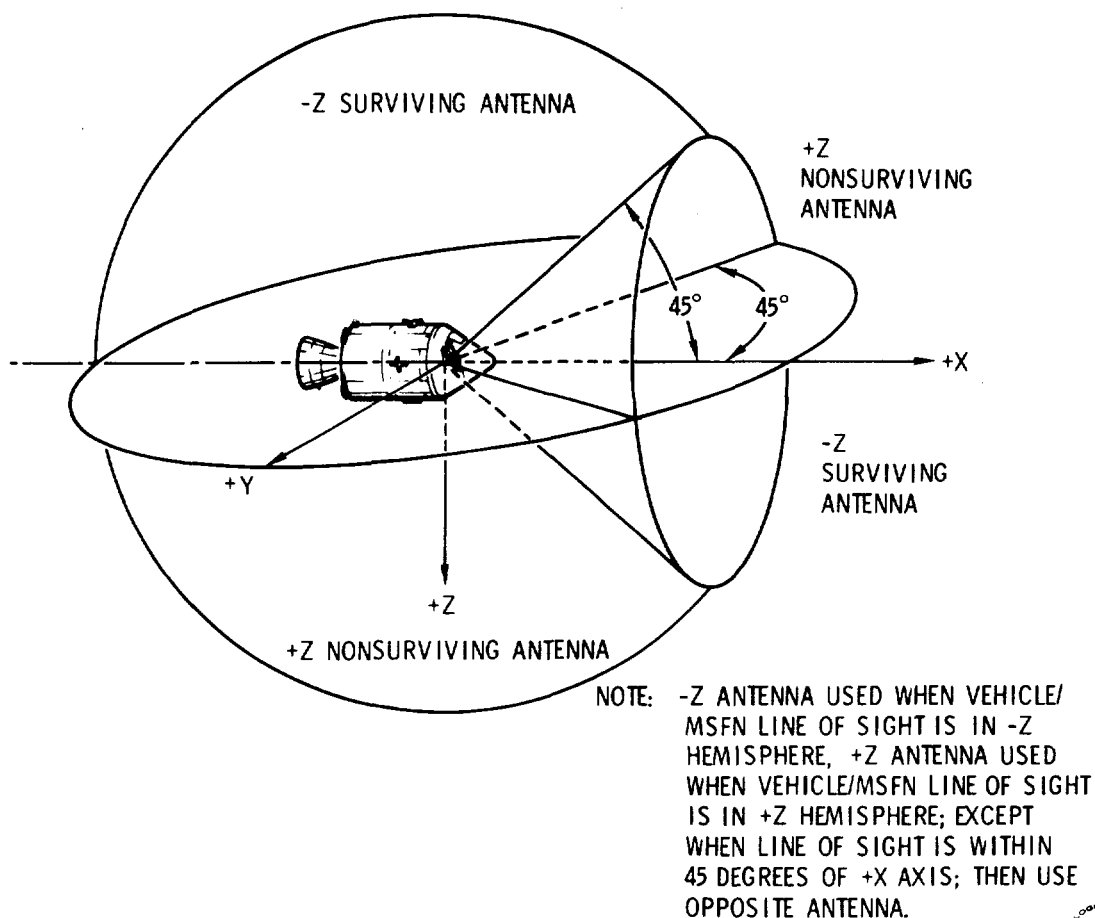 -Z SURVIVING ANTENNA
+Z
NONSURVIVING
ANTENNA
45°
45°
+X
-Z
SURVIVING
ANTENNA
+Y
+Z
+Z NONSURVIVING ANTENNA
NOTE: -Z ANTENNA USED WHEN VEHICLE/
MSFN LINE OF SIGHT IS IN -Z
HEMISPHERE, +Z ANTENNA USED
WHEN VEHICLE/MSFN LINE OF SIGHT
IS IN +Z HEMISPHERE; EXCEPT
WHEN LINE OF SIGHT IS WITHIN
45 DEGREES OF +X AXIS; THEN USE
OPPOSITE ANTENNA.